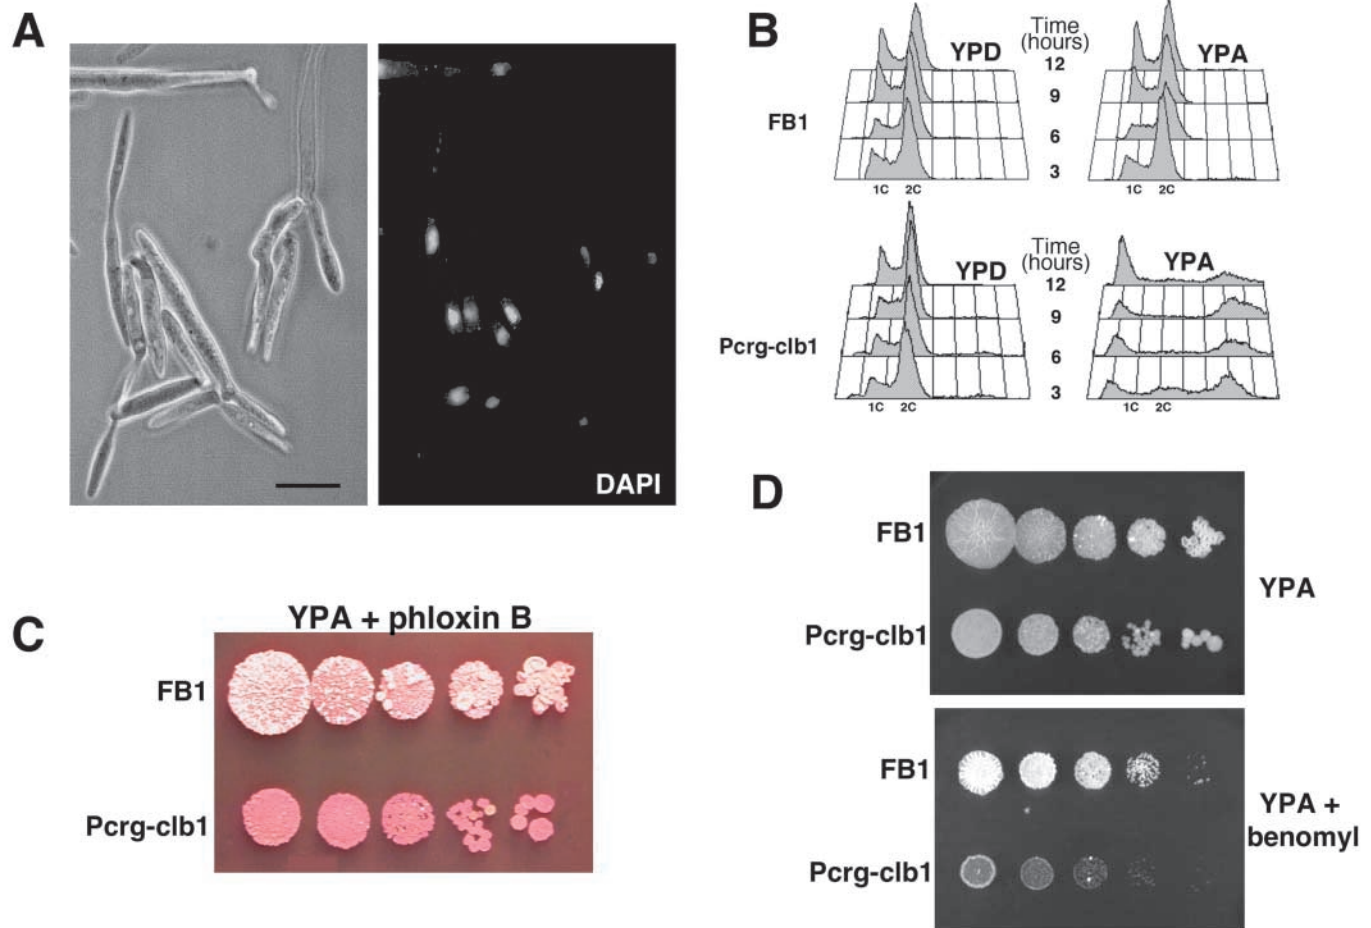 A
DAPI
B
YPD
Time
(hours)
YPA
12
9
6
3
FB1
1C 2C
1C 2C
YPD
Time
(hours)
YPA
12
9
6
3
Pcrg-clb1
1C 2C
1C 2C
C
YPA + phloxin B
FB1
Pcrg-clb1
D
FB1
Pcrg-clb1
YPA
FB1
Pcrg-clb1
YPA +
benomyl